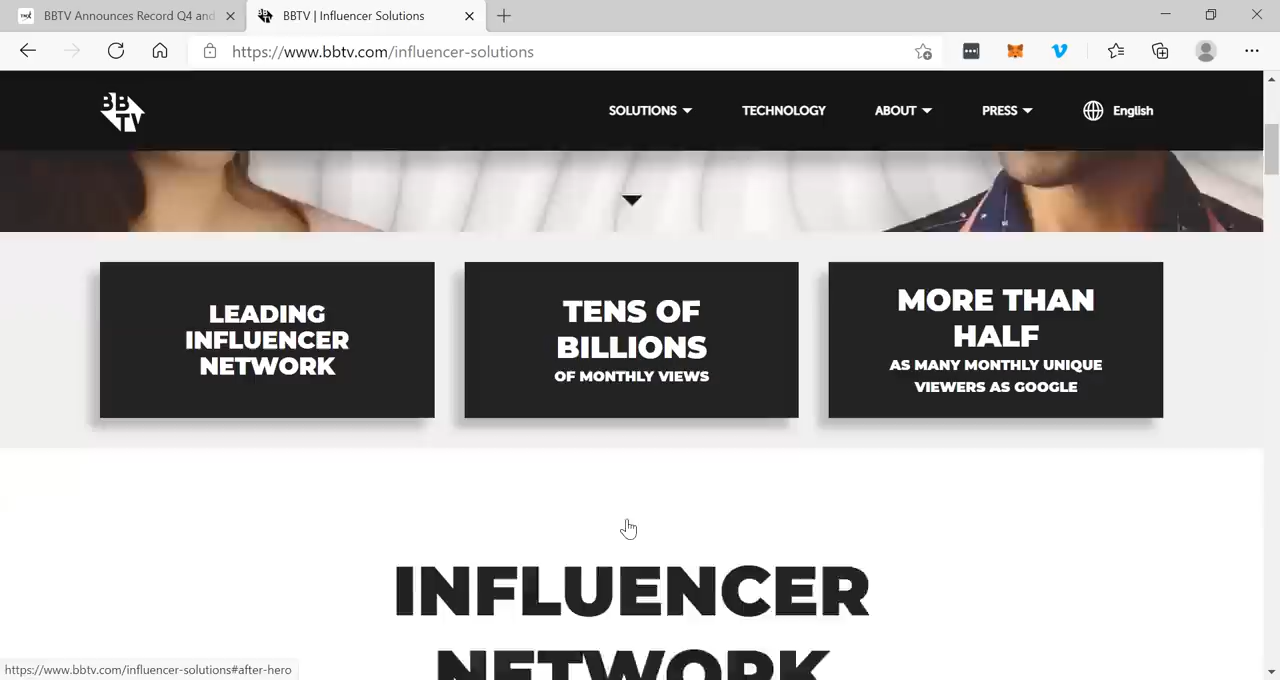 BBTV Announces Record Q4 and
BBTV | Influencer Solutions
https://www.bbtv.com/influencer-solutions
BB
TV
SOLUTIONS
TECHNOLOGY
ABOUT
PRESS
English
LEADING
INFLUENCER
NETWORK
TENS OF
BILLIONS
OF MONTHLY VIEWS
MORE THAN
HALF
AS MANY MONTHLY UNIQUE
VIEWERS AS GOOGLE
INFLUENCER
NETWORK
https://www.bbtv.com/influencer-solutions#after-hero